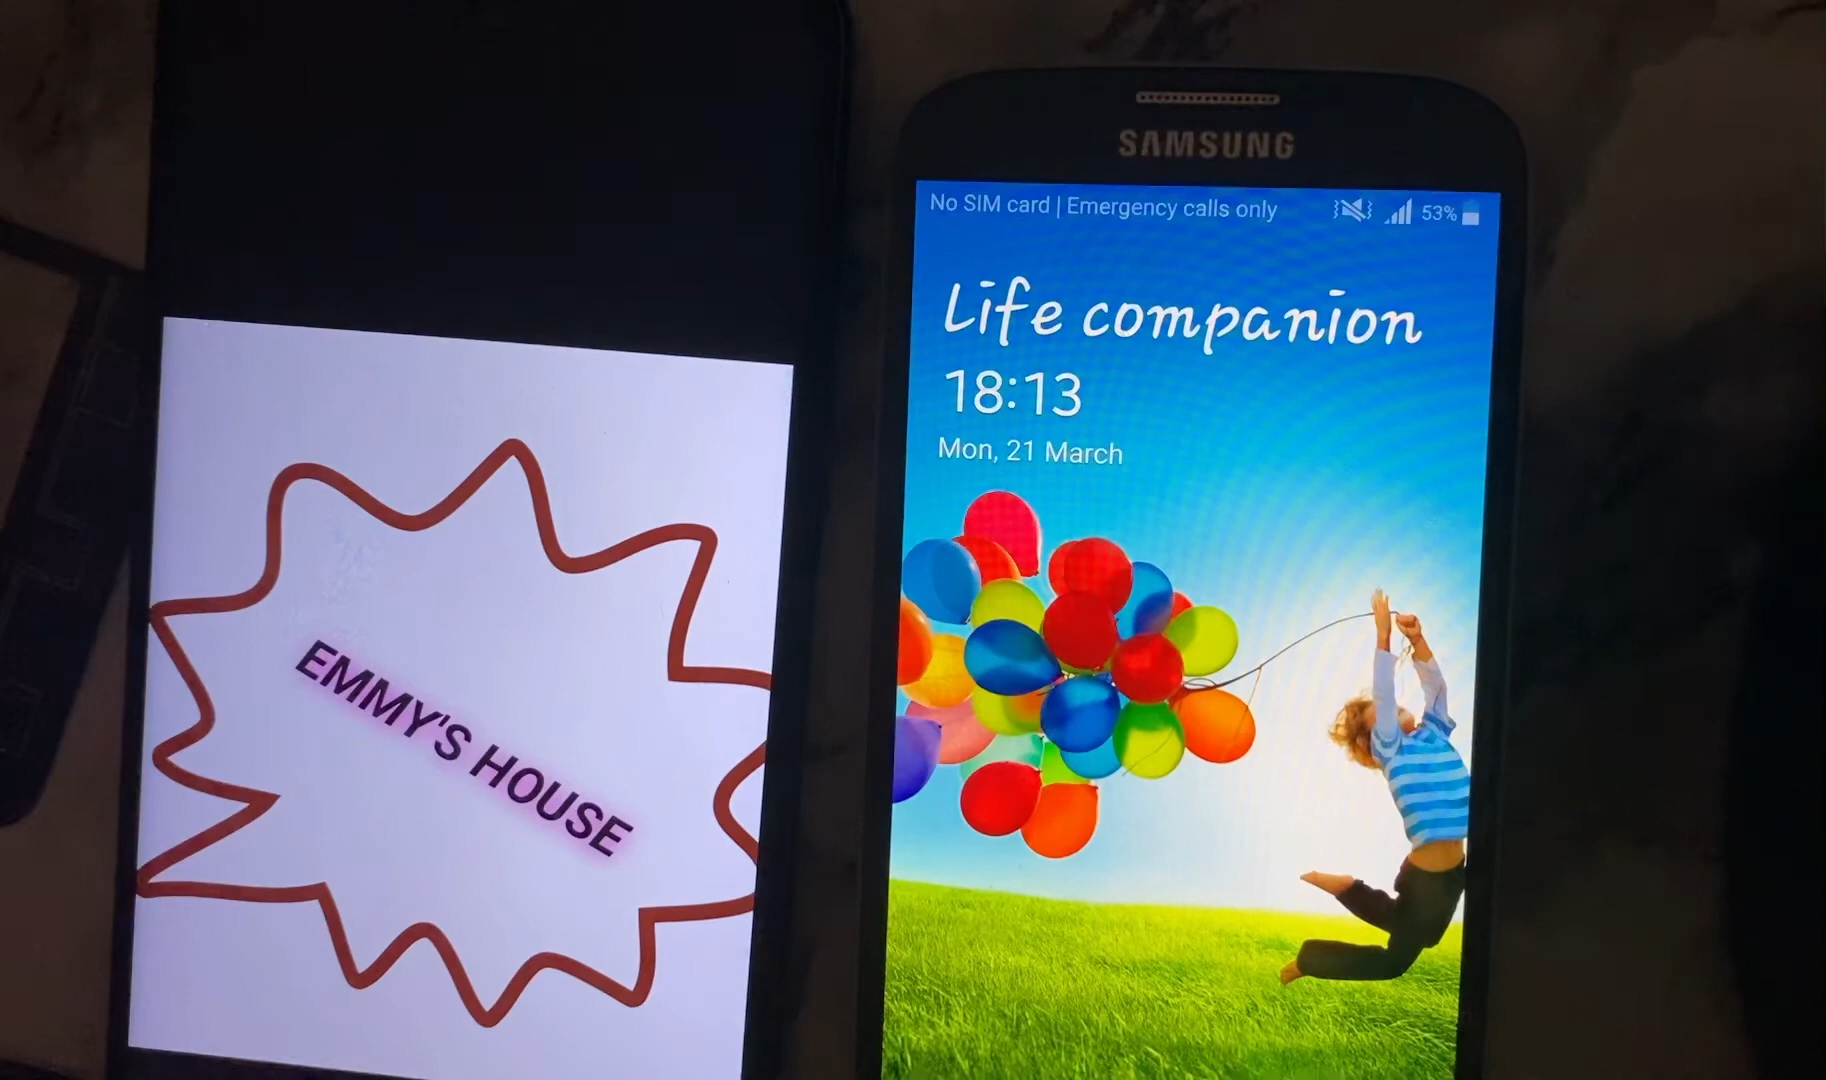 EMMY'S HOUSE
SAMSUNG
No SIM card | Emergency calls only 53%
Life companion
18:13
Mon, 21 March